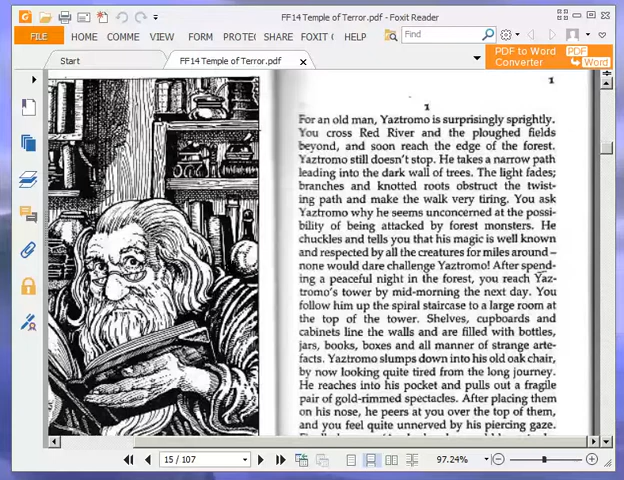 FF14 Temple of Terror.pdf - Foxit Reader
FILE HOME COMME VIEW FORM PROTEC SHARE FOXIT C HELP Find
PDF to Word Converter PDF Word
Start FF14 Temple of Terror.pdf
1
1
For an old man, Yaztromo is surprisingly sprightly.
You cross Red River and the ploughed fields
beyond, and soon reach the edge of the forest.
Yaztromo still doesn't stop. He takes a narrow path
leading into the dark wall of trees. The light fades;
branches and knotted roots obstruct the twist-
ing path and make the walk very tiring. You ask
Yaztromo why he seems unconcerned at the possi-
bility of being attacked by forest monsters. He
chuckles and tells you that his magic is well known
and respected by all the creatures for miles around –
none would dare challenge Yaztromo! After spend-
ing a peaceful night in the forest, you reach Yaz-
tromo's tower by mid-morning the next day. You
follow him up the spiral staircase to a large room at
the top of the tower. Shelves, cupboards and
cabinets line the walls and are filled with bottles,
jars, books, boxes and all manner of strange arte-
facts. Yaztromo slumps down into his old oak chair,
by now looking quite tired from the long journey.
He reaches into his pocket and pulls out a fragile
pair of gold-rimmed spectacles. After placing them
on his nose, he peers at you over the top of them,
and you feel quite unnerved by his piercing gaze.
15 / 107 97.24%